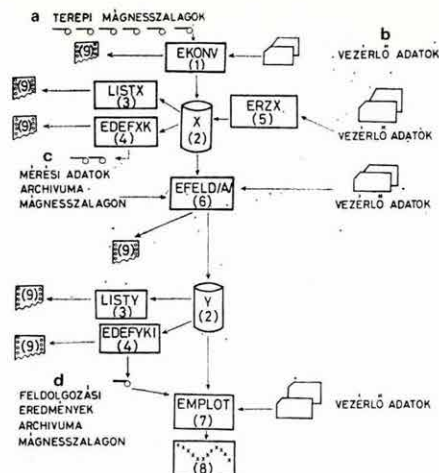 a TEREPI MÁGNESSZALAGOK
b
(9)
EKONV
(1)
VEZÉRLŐ ADATOK
(9)
LISTX
(3)
X
(2)
ERZX
(5)
(9)
EDEFXK
(4)
VEZÉRLŐ ADATOK
c
MÉRÉSI ADATOK
ARCHIVUMA
MÁGNESSZALAGON
EFELD/A/
(6)
VEZÉRLŐ ADATOK
(9)
(9)
LISTY
(3)
Y
(2)
(9)
EDEFYKI
(4)
d
FELDOLGOZÁSI
EREDMÉNYEK
ARCHIVUMA
MÁGNESSZALAGON
EMPLOT
(7)
VEZÉRLŐ ADATOK
(8)